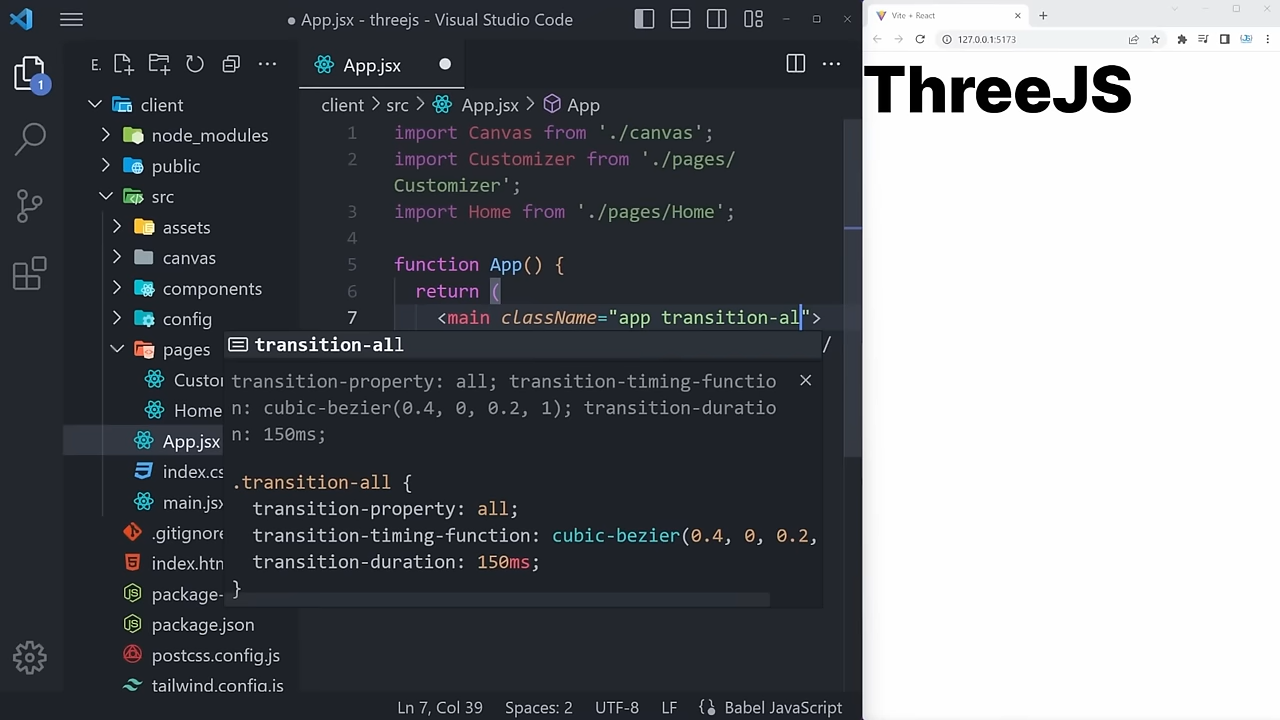 App.jsx - threejs - Visual Studio Code
E.
1
client
node_modules
public
src
assets
canvas
components
config
pages
Custo
Home
App.jsx
index.cs
main.jsx
.gitignore
index.htn
package-
package.json
postcss.config.js
tailwind.config.js
App.jsx
client > src > App.jsx > App
1 import Canvas from './canvas';
2 import Customizer from './pages/
Customizer';
3 import Home from './pages/Home';
4
5 function App() {
6 return (
7 <main className="app transition-al">
/
transition-all
transition-property: all; transition-timing-functio
n: cubic-bezier(0.4, 0, 0.2, 1); transition-duratio
n: 150ms;
.transition-all {
transition-property: all;
transition-timing-function: cubic-bezier(0.4, 0, 0.2,
transition-duration: 150ms;
}
Ln 7, Col 39 Spaces: 2 UTF-8 LF Babel JavaScript
Vite + React
127.0.0.1:5173
ThreeJS